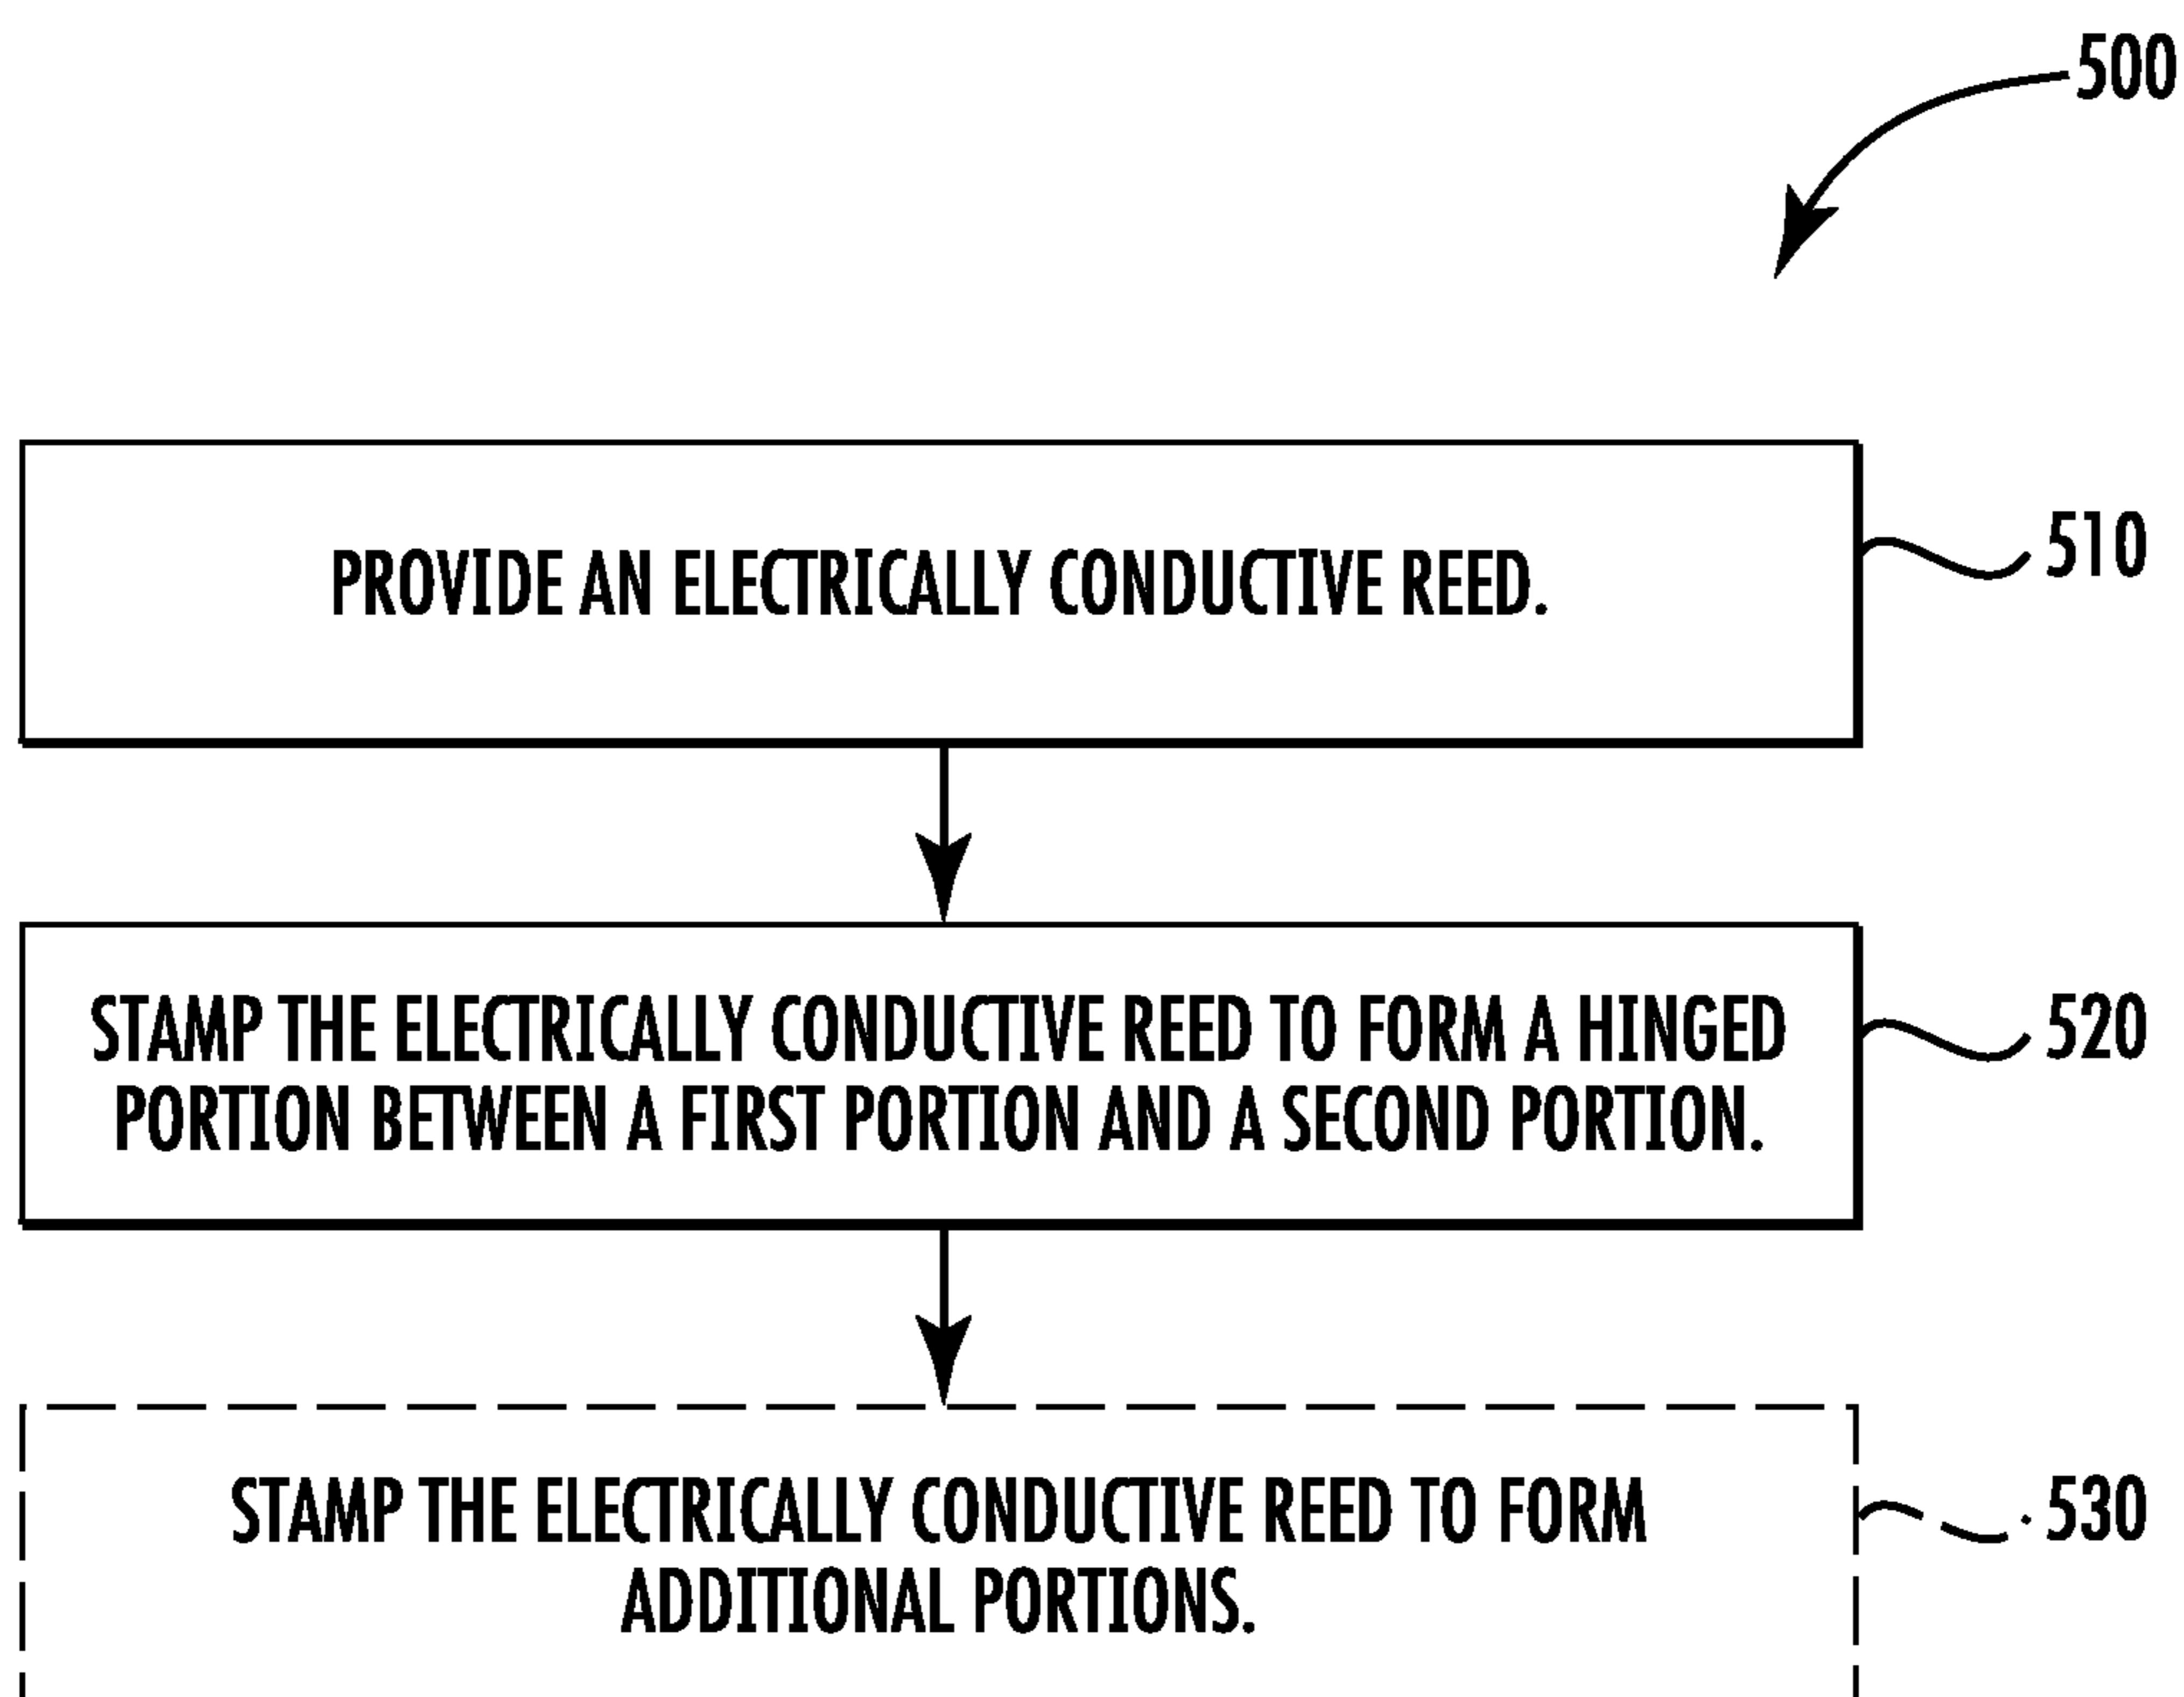 500
PROVIDE AN ELECTRICALLY CONDUCTIVE REED.
510
STAMP THE ELECTRICALLY CONDUCTIVE REED TO FORM A HINGED
PORTION BETWEEN A FIRST PORTION AND A SECOND PORTION.
520
STAMP THE ELECTRICALLY CONDUCTIVE REED TO FORM
ADDITIONAL PORTIONS.
530